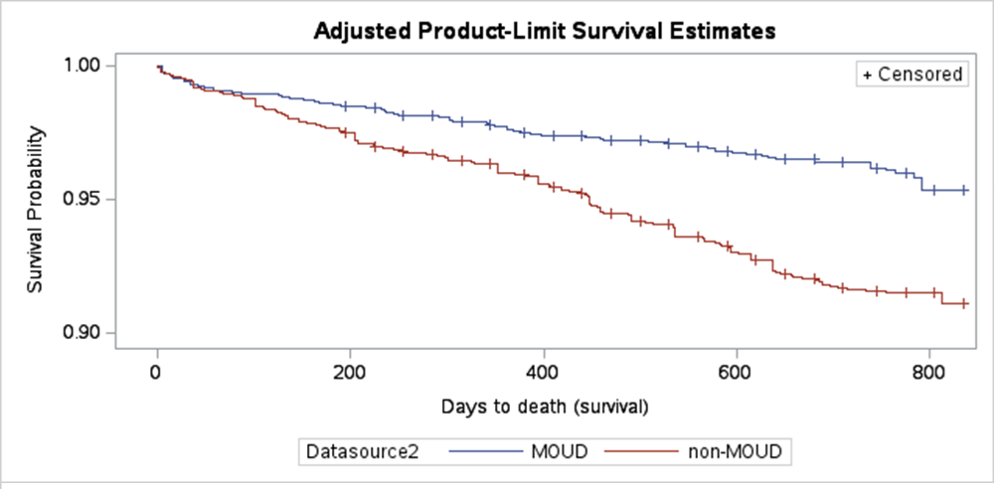 Adjusted Product-Limit Survival Estimates
+ Censored
1.00
0.95
0.90
Survival Probability
0 200 400 600 800
Days to death (survival)
Datasource2 MOUD non-MOUD